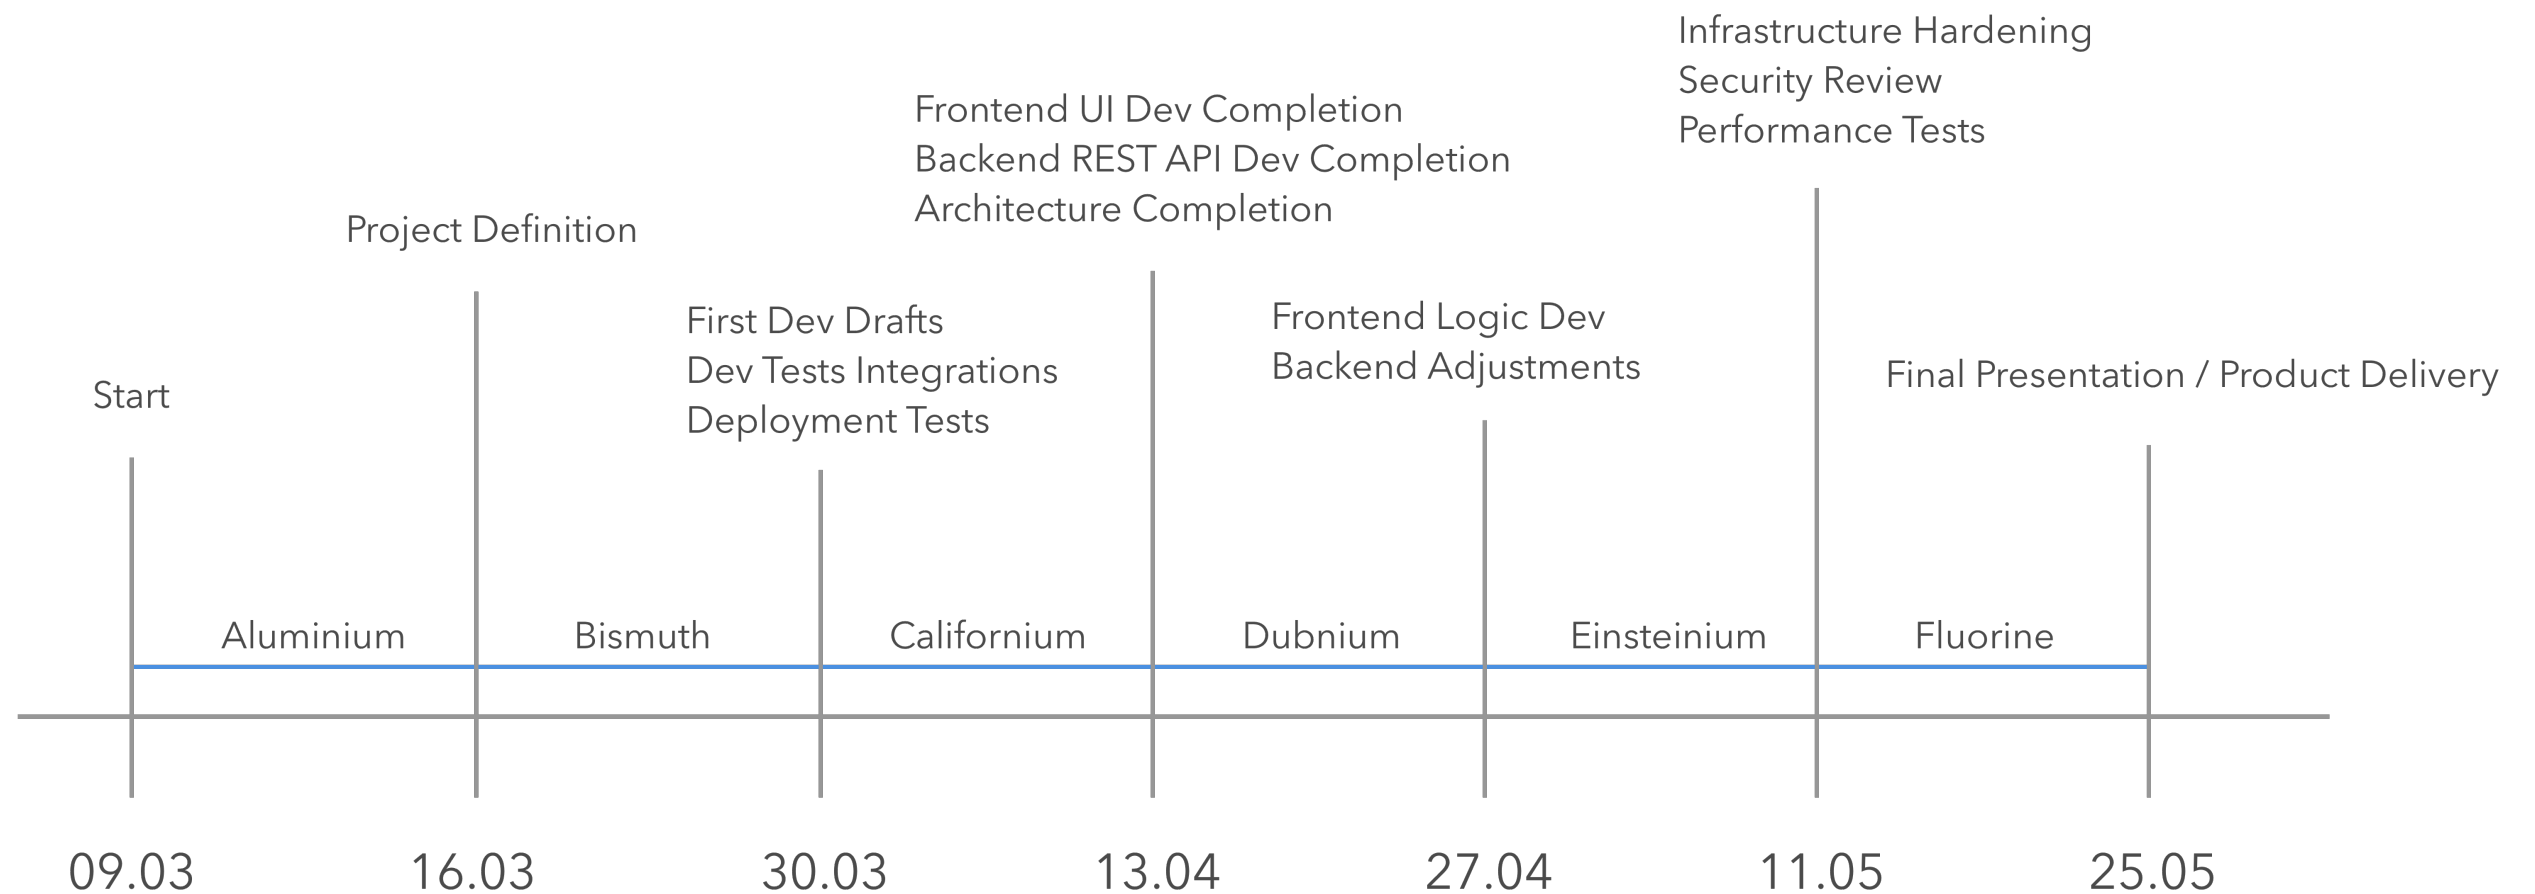 Infrastructure Hardening
Security Review
Performance Tests
Frontend UI Dev Completion
Backend REST API Dev Completion
Architecture Completion
Project Definition
First Dev Drafts
Dev Tests Integrations
Deployment Tests
Frontend Logic Dev
Backend Adjustments
Start
Final Presentation / Product Delivery
Aluminium
Bismuth
Californium
Dubnium
Einsteinium
Fluorine
09.03
16.03
30.03
13.04
27.04
11.05
25.05